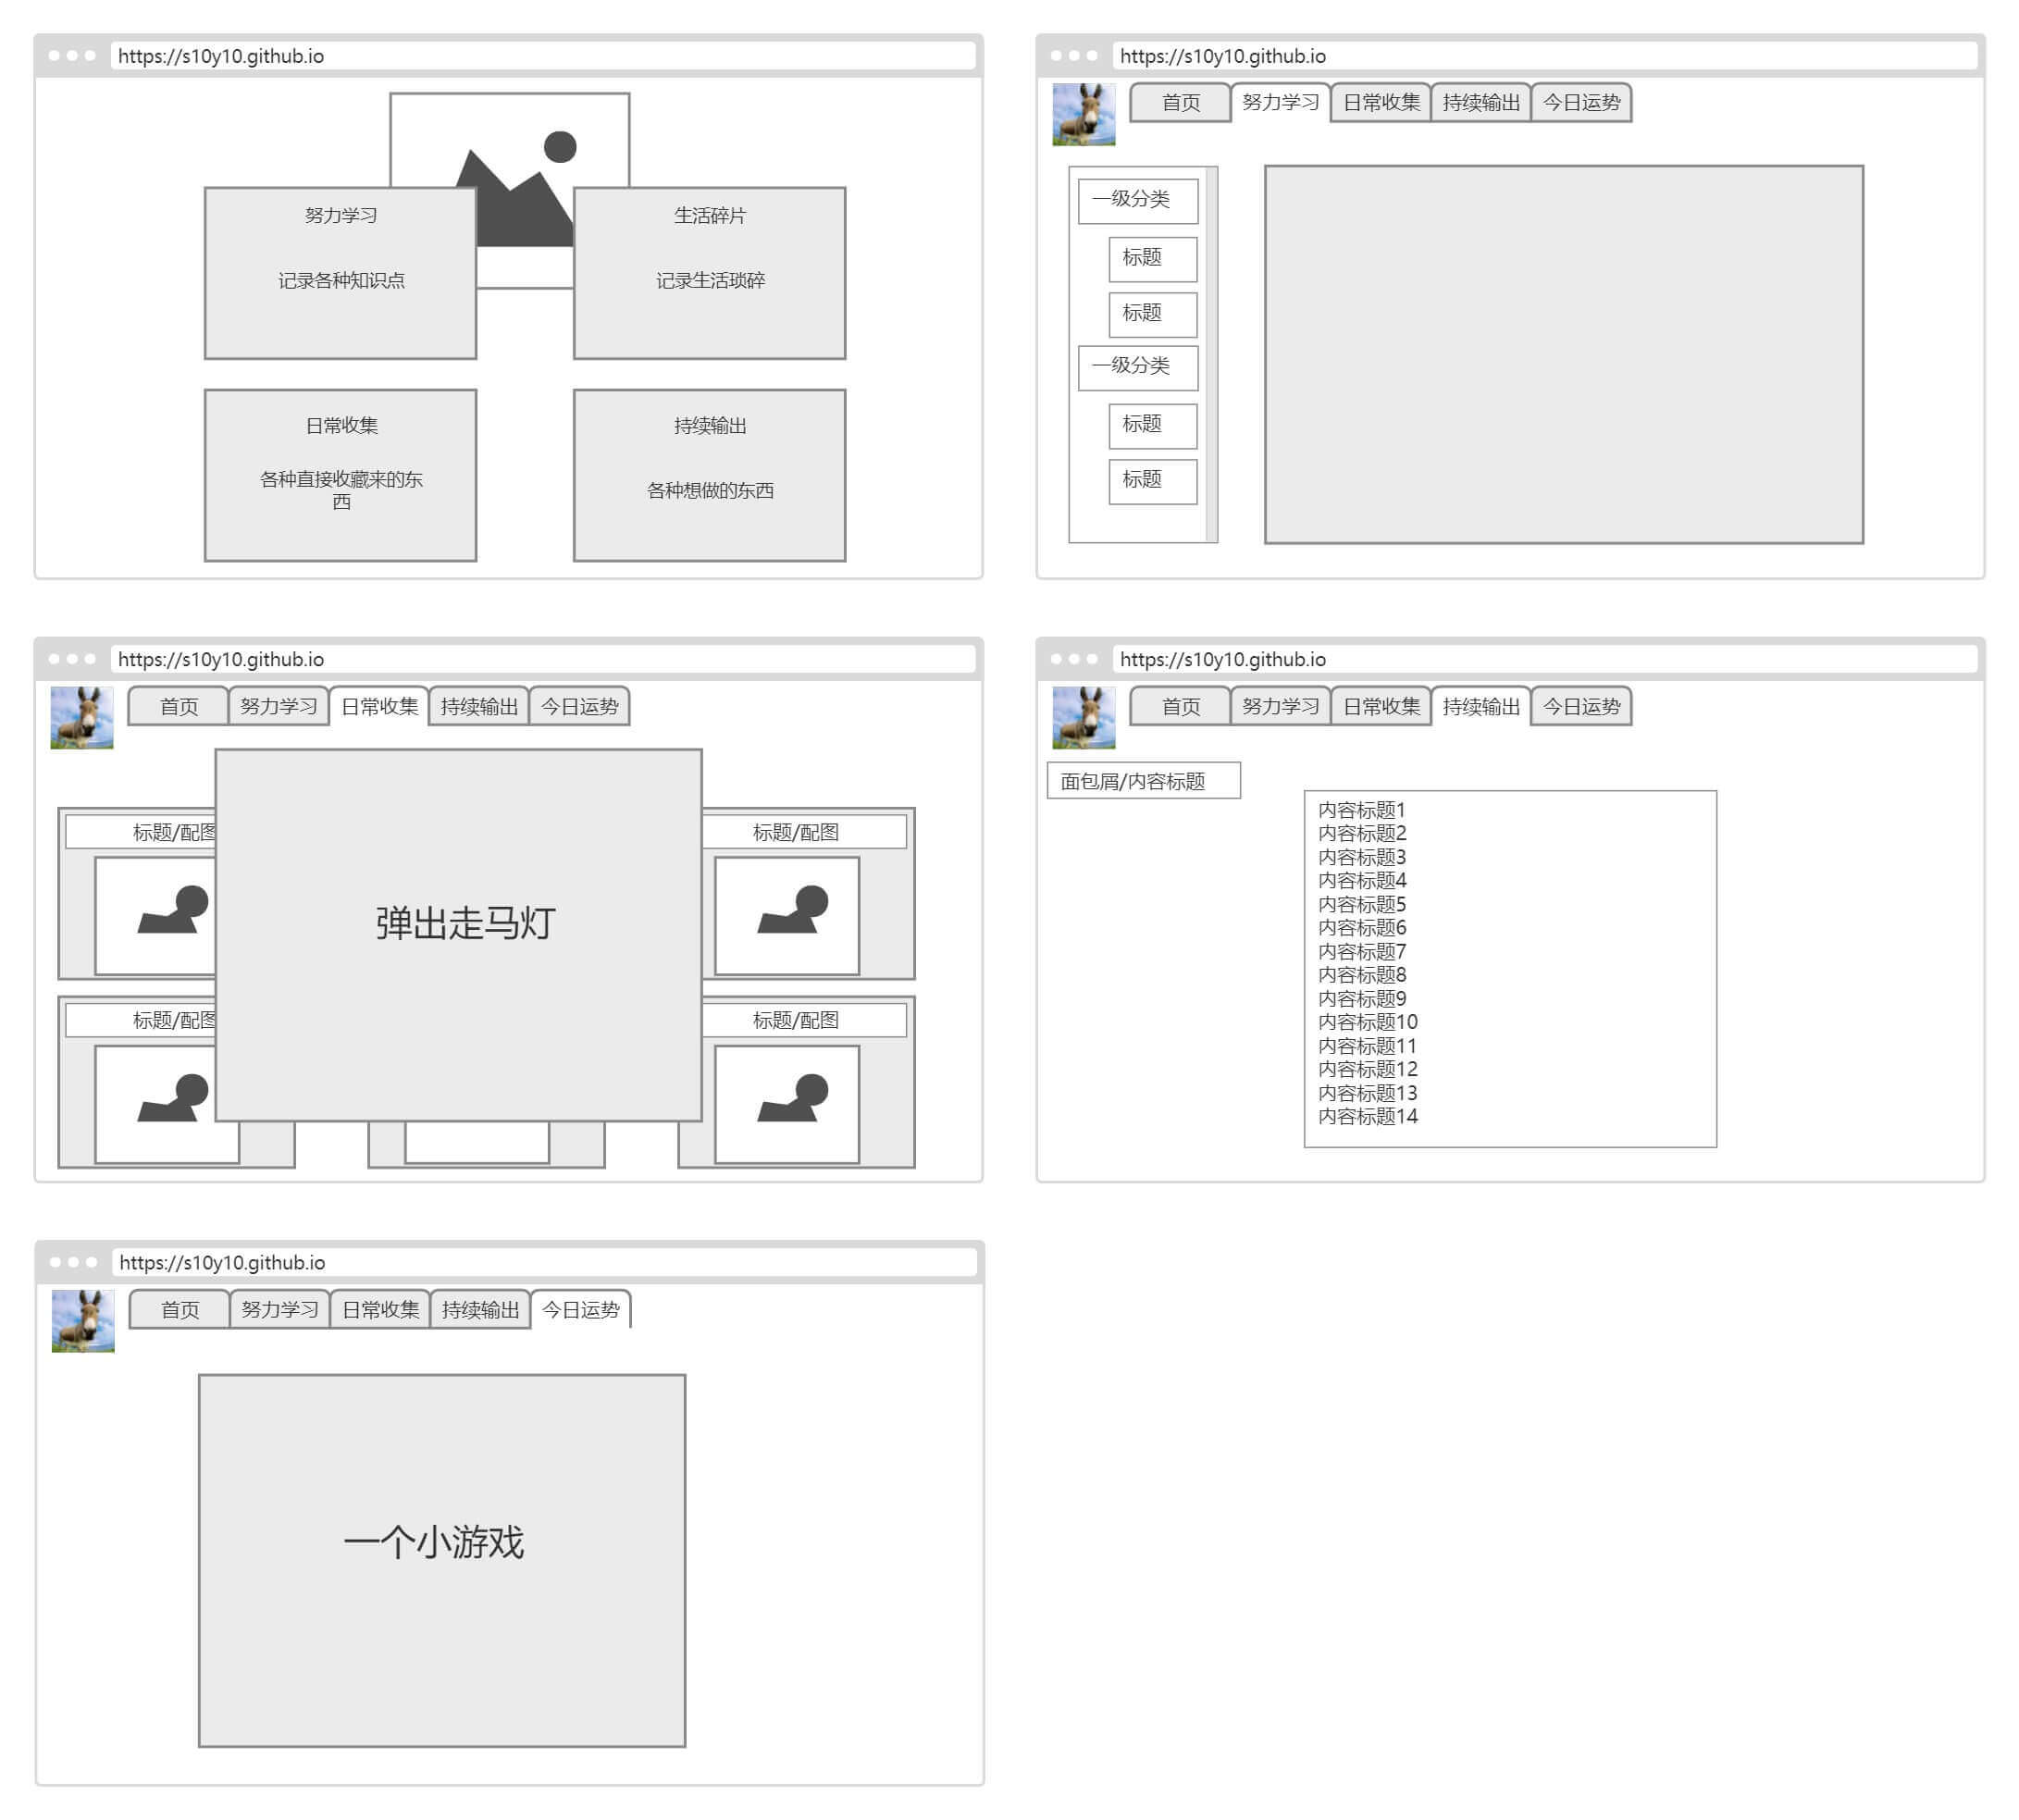 https://s10y10.github.io
努力学习
记录各种知识点
生活碎片
记录生活琐碎
日常收集
各种直接收藏来的东
西
持续输出
各种想做的东西
https://s10y10.github.io
首页 努力学习 日常收集 持续输出 今日运势
一级分类
标题
标题
一级分类
标题
标题
https://s10y10.github.io
首页 努力学习 日常收集 持续输出 今日运势
标题/配图
标题/配图
弹出走马灯
标题/配图
标题/配图
https://s10y10.github.io
首页 努力学习 日常收集 持续输出 今日运势
面包屑/内容标题
内容标题1
内容标题2
内容标题3
内容标题4
内容标题5
内容标题6
内容标题7
内容标题8
内容标题9
内容标题10
内容标题11
内容标题12
内容标题13
内容标题14
https://s10y10.github.io
首页 努力学习 日常收集 持续输出 今日运势
一个小游戏